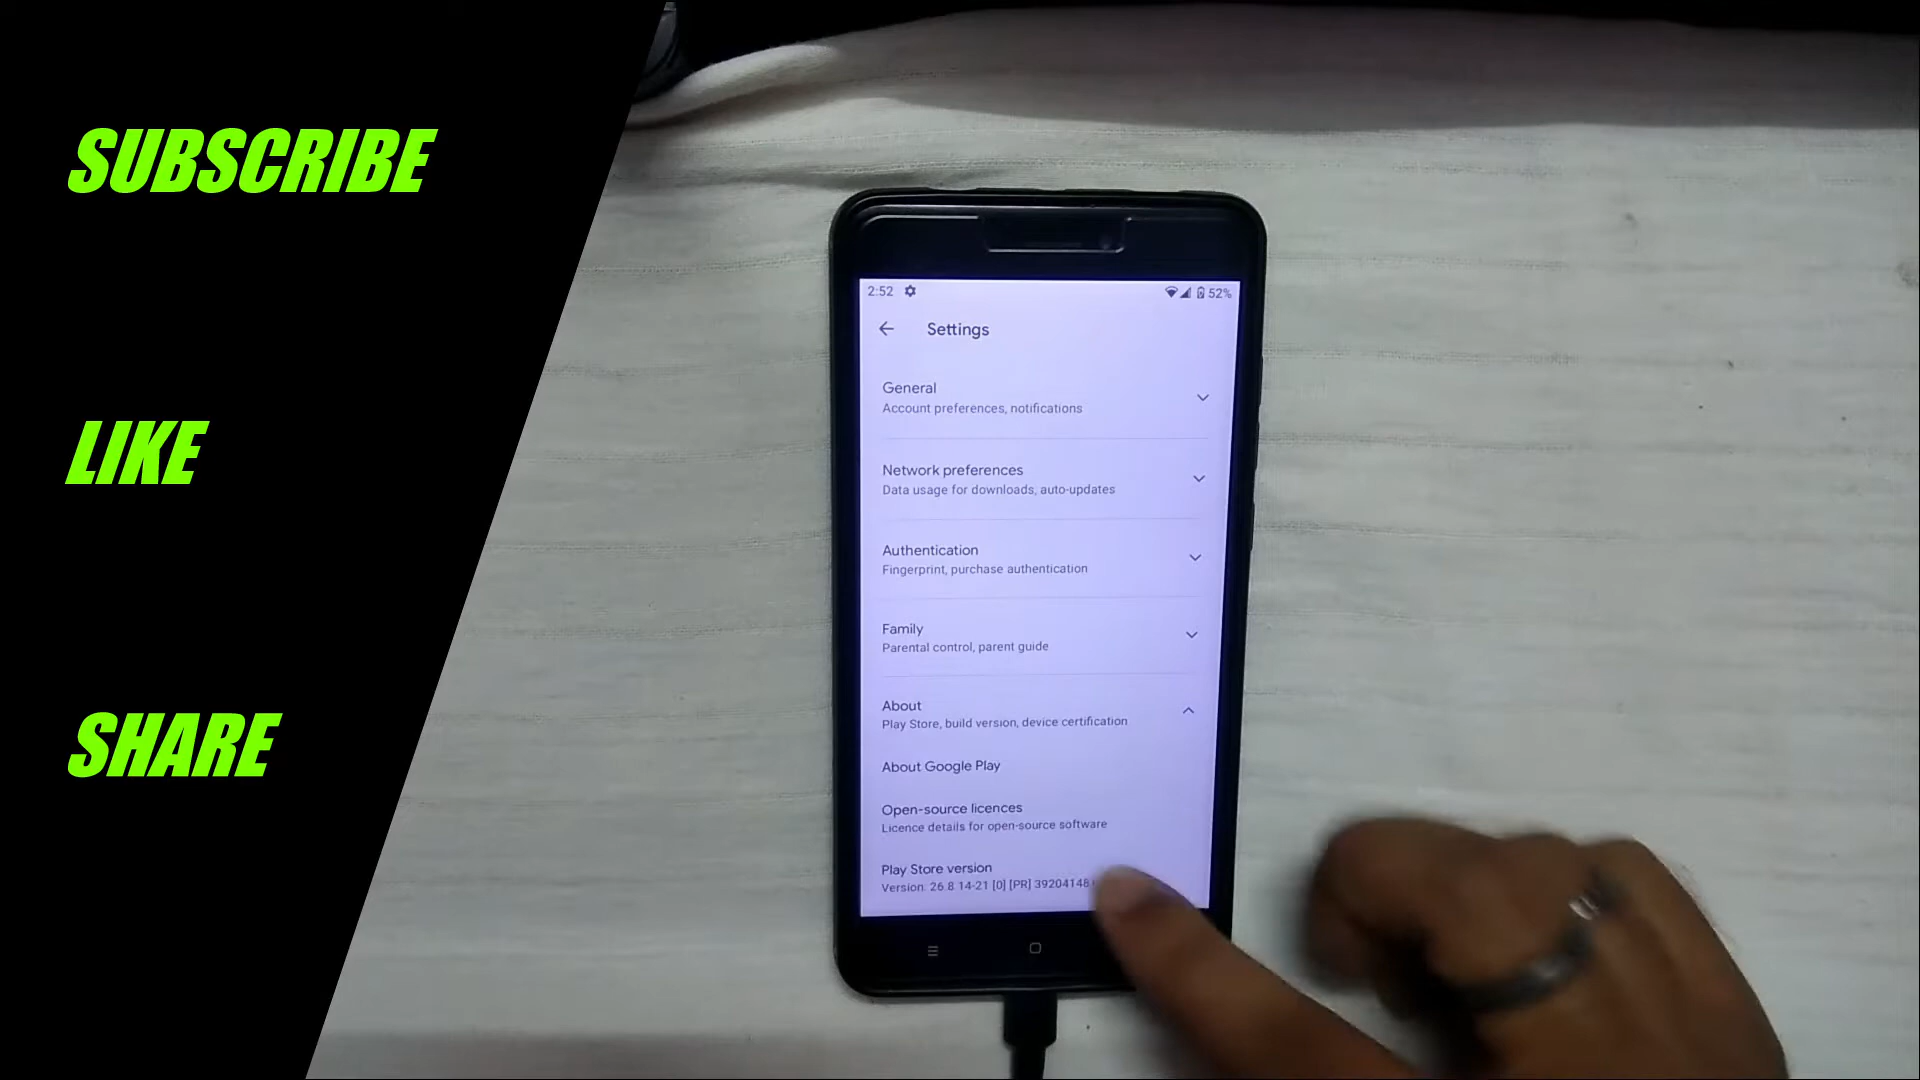 SUBSCRIBE
LIKE
SHARE
2:52
52%
Settings
General
Account preferences, notifications
Network preferences
Data usage for downloads, auto-updates
Authentication
Fingerprint, purchase authentication
Family
Parental control, parent guide
About
Play Store, build version, device certification
About Google Play
Open-source licences
Licence details for open-source software
Play Store version
Version: 26.8 14-21 [0] [PR] 39204148